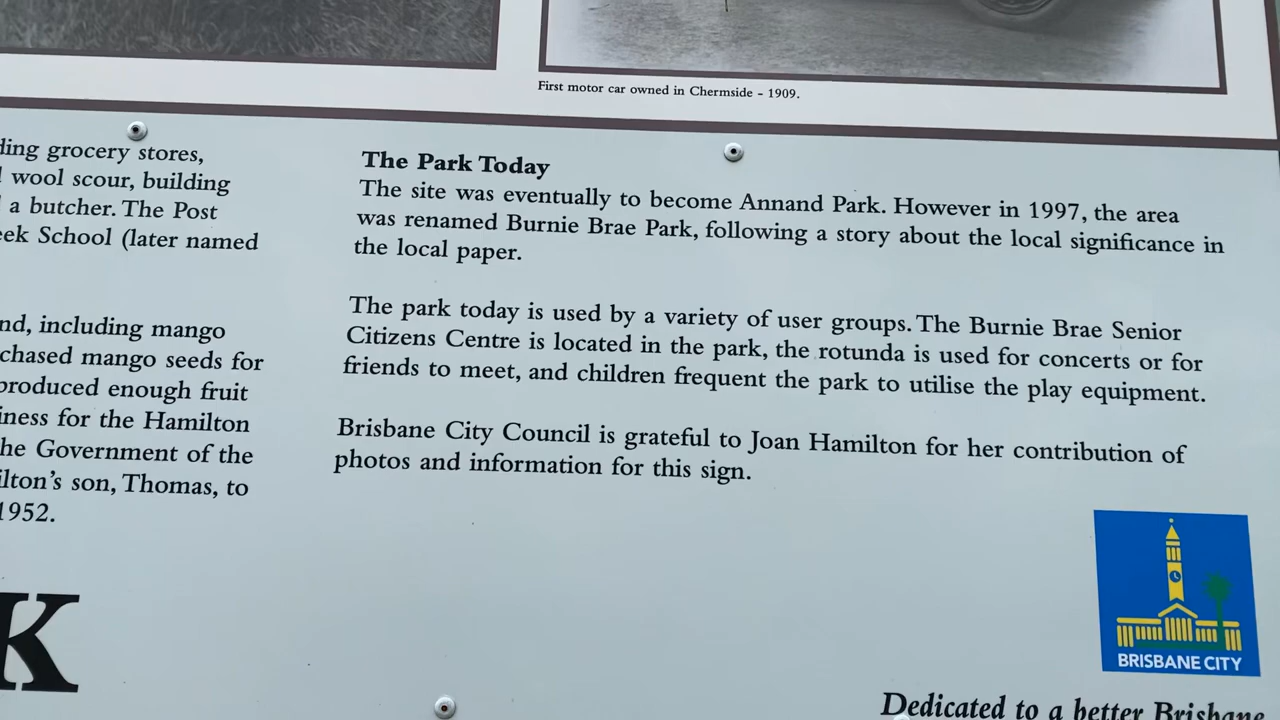 First motor car owned in Chermside - 1909.
grocery stores,
wool scour, building
a butcher. The Post
School (later named
including mango
mango seeds for
produced enough fruit
for the Hamilton
the Government of the
son, Thomas, to
1952.
The Park Today
The site was eventually to become Annand Park. However in 1997, the area
was renamed Burnie Brae Park, following a story about the local significance in
the local paper.
The park today is used by a variety of user groups. The Burnie Brae Senior
Citizens Centre is located in the park, the rotunda is used for concerts or for
friends to meet, and children frequent the park to utilise the play equipment.
Brisbane City Council is grateful to Joan Hamilton for her contribution of
photos and information for this sign.
K
BRISBANE CITY
Dedicated to a better Brisbane